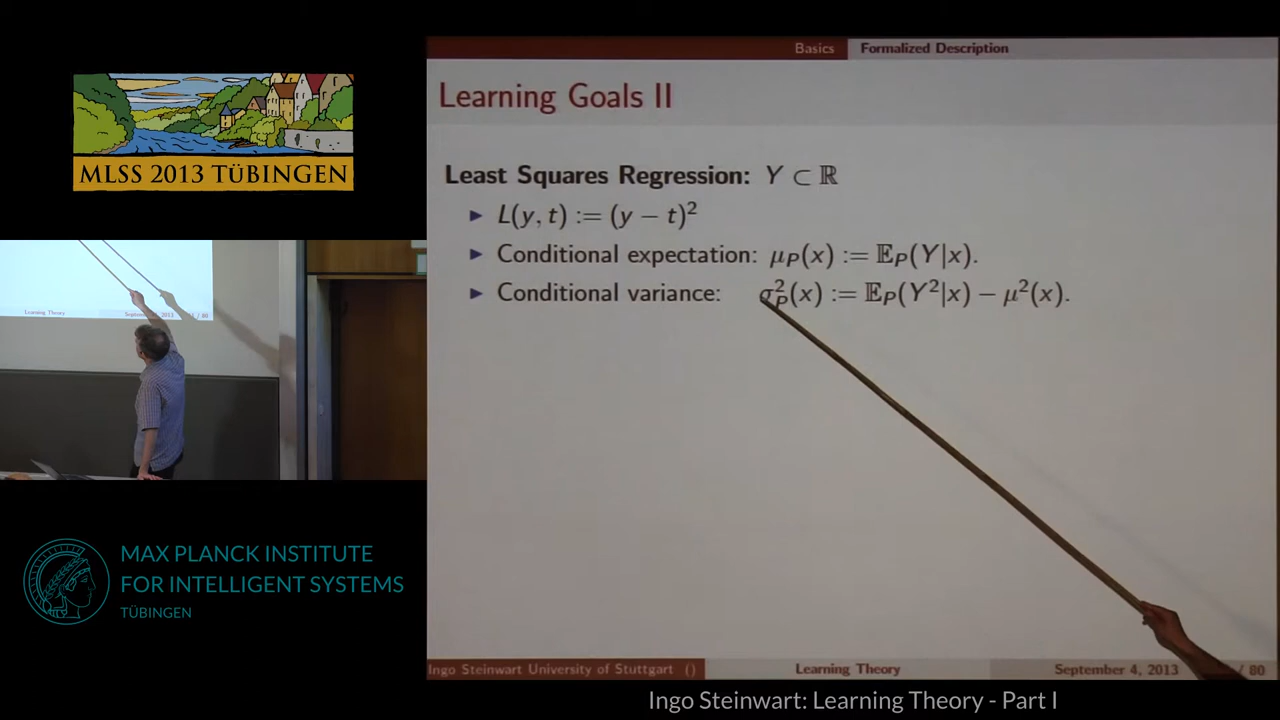 MLSS 2013 TÜBINGEN
Learning Theory
MAX PLANCK INSTITUTE
FOR INTELLIGENT SYSTEMS
TÜBINGEN
Basics Formalized Description
Learning Goals II
Least Squares Regression: Y ⊂ ℝ
► L(y, t) := (y − t)²
► Conditional expectation: μ_P(x) := 𝔼_P(Y|x).
► Conditional variance: σ²_P(x) := 𝔼_P(Y²|x) − μ²(x).
Ingo Steinwart University of Stuttgart () Learning Theory September 4, 2013 / 80
Ingo Steinwart: Learning Theory - Part I